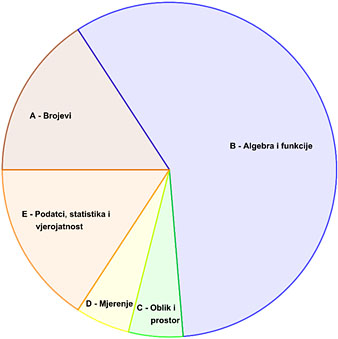 A - Brojevi
B - Algebra i funkcije
E - Podatci, statistika i
vjerojatnost
D - Mjerenje
C - Oblik i
prostor